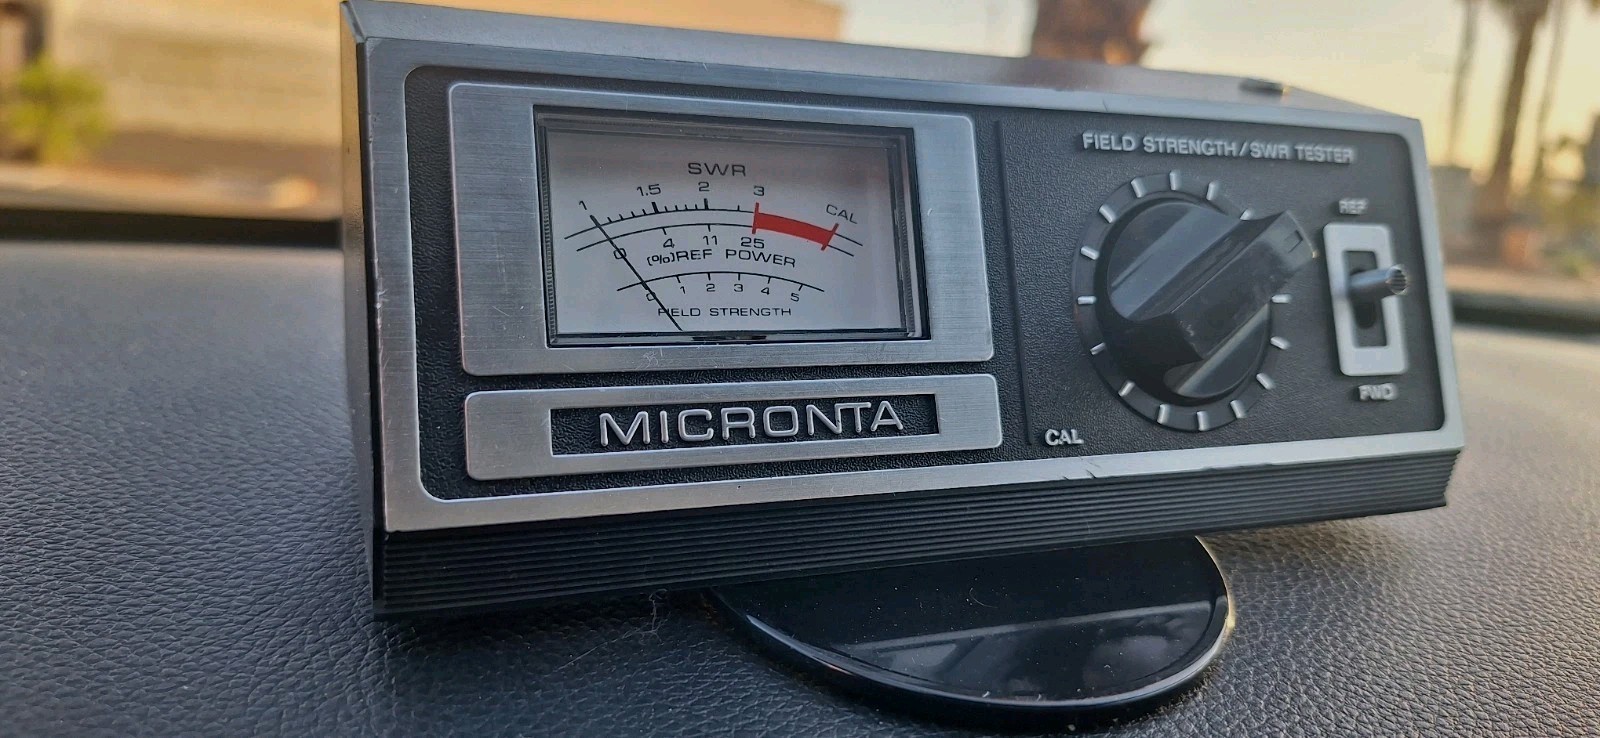 SWR
1 1.5 2 3 CAL
0 4 11 25
(%)REF POWER
0 1 2 3 4 5
FIELD STRENGTH
MICRONTA
FIELD STRENGTH/SWR TESTER
CAL
REF
FWD